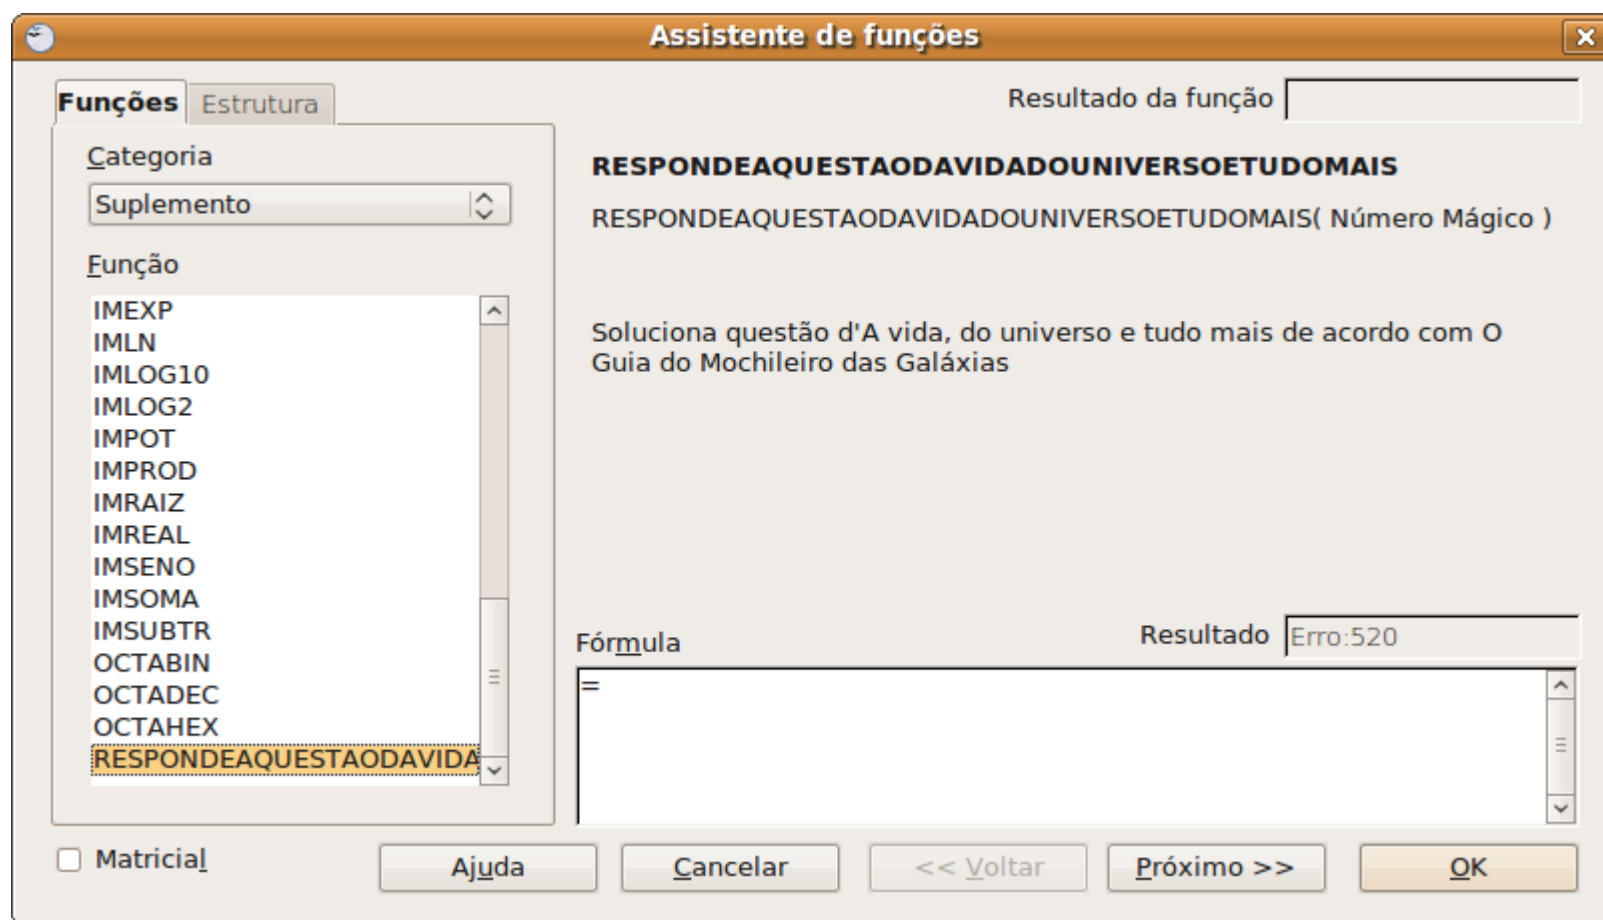 Assistente de funções
Funções
Estrutura
Resultado da função
Categoria
Suplemento
Função
IMEXP
IMLN
IMLOG10
IMLOG2
IMPOT
IMPROD
IMRAIZ
IMREAL
IMSENO
IMSOMA
IMSUBTR
OCTABIN
OCTADEC
OCTAHEX
RESPONDEAQUESTAODAVIDA
RESPONDEAQUESTAODAVIDADOUNIVERSOETUDOMAIS
RESPONDEAQUESTAODAVIDADOUNIVERSOETUDOMAIS( Número Mágico )
Soluciona questão d'A vida, do universo e tudo mais de acordo com O
Guia do Mochileiro das Galáxias
Fórmula
Resultado
Erro:520
=
Matricial
Ajuda
Cancelar
<< Voltar
Próximo >>
OK